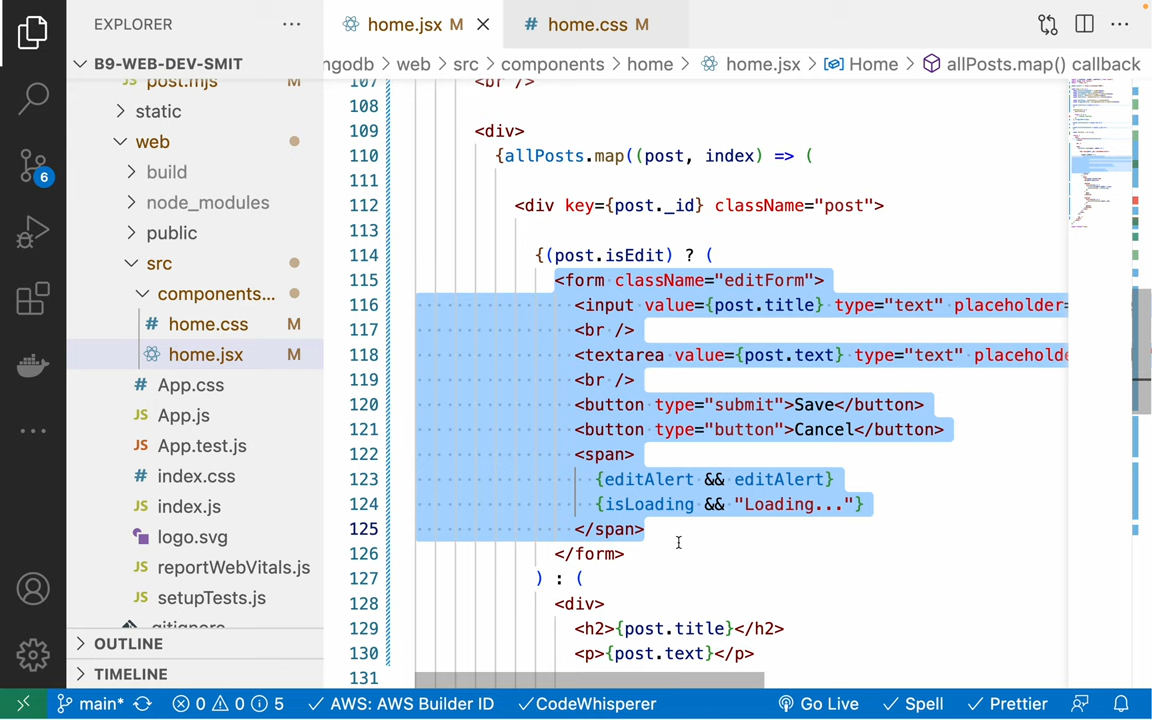 EXPLORER
home.jsx M
home.css M
B9-WEB-DEV-SMIT
ngodb > web > src > components > home > home.jsx > Home > allPosts.map() callback
post.mjs M
static
web
build
node_modules
public
src
components...
home.css M
home.jsx M
App.css
App.js
App.test.js
index.css
index.js
logo.svg
reportWebVitals.js
setupTests.js
.gitignore
OUTLINE
TIMELINE
6
107 <br />
108
109 <div>
110 {allPosts.map((post, index) => (
111
112 <div key={post._id} className="post">
113
114 {(post.isEdit) ? (
115 <form className="editForm">
116 <input value={post.title} type="text" placeholder=
117 <br />
118 <textarea value={post.text} type="text" placeholde
119 <br />
120 <button type="submit">Save</button>
121 <button type="button">Cancel</button>
122 <span>
123 {editAlert && editAlert}
124 {isLoading && "Loading..."}
125 </span>
126 </form>
127 ) : (
128 <div>
129 <h2>{post.title}</h2>
130 <p>{post.text}</p>
131
main* 0 0 5 AWS: AWS Builder ID CodeWhisperer Go Live Spell Prettier